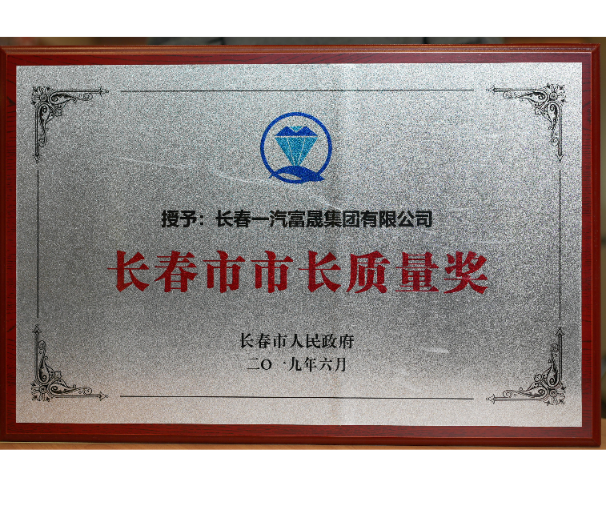 授予：长春一汽富晟集团有限公司
长春市市长质量奖
长春市人民政府
二〇一九年六月